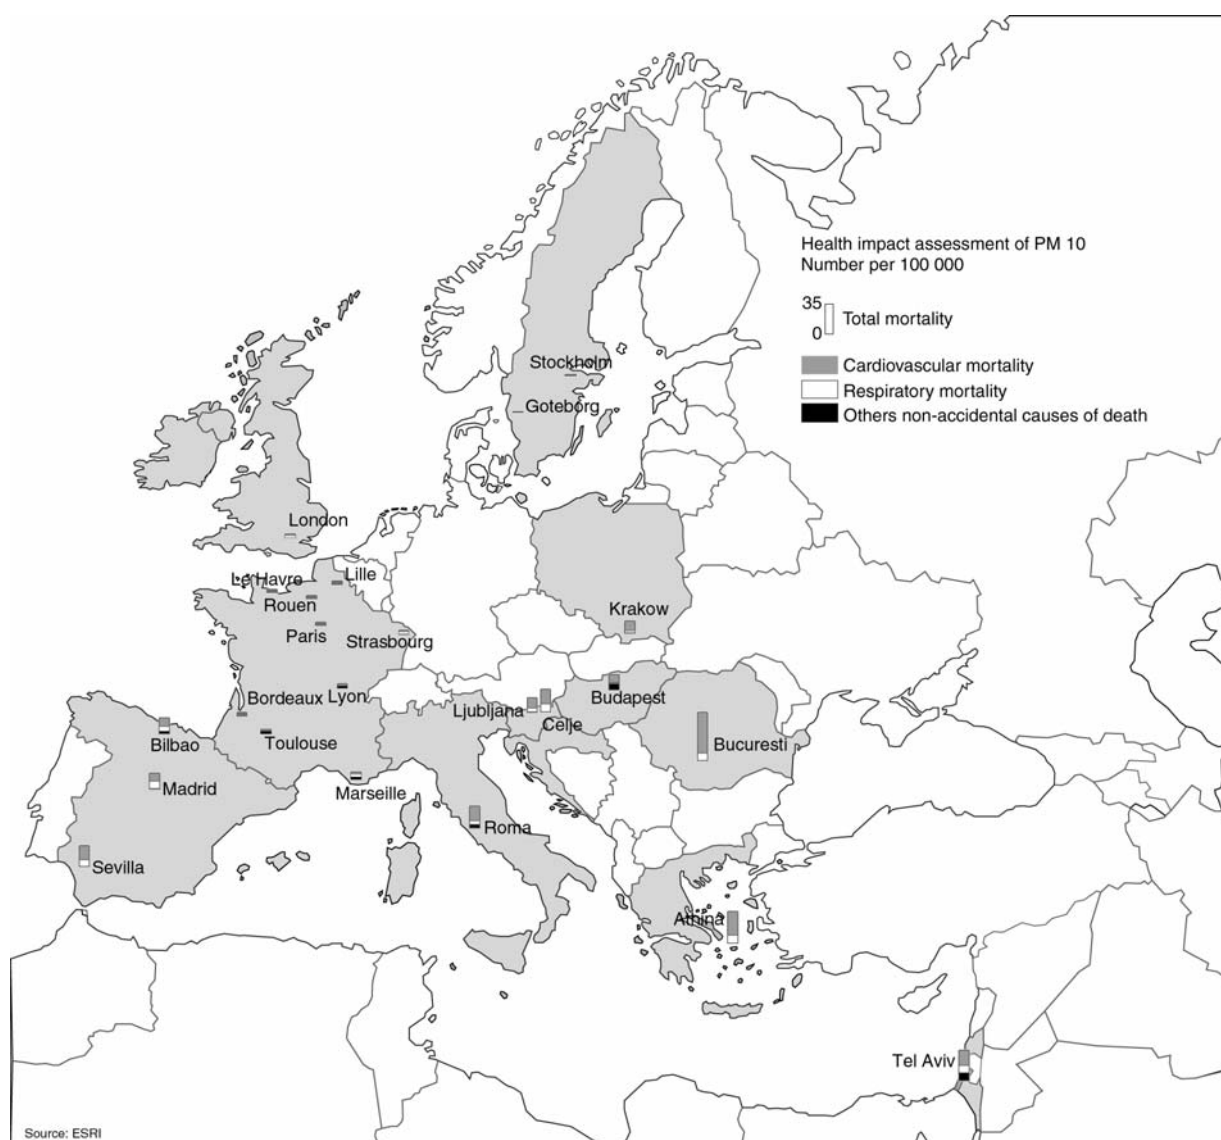 Health impact assessment of PM 10
Number per 100 000
35
0
Total mortality
Cardiovascular mortality
Respiratory mortality
Others non-accidental causes of death
Stockholm
Goteborg
London
Le Havre
Lille
Rouen
Paris
Strasbourg
Krakow
Bordeaux
Lyon
Ljubljana
Celje
Budapest
Bilbao
Toulouse
Bucuresti
Madrid
Marseille
Roma
Sevilla
Athina
Tel Aviv
Source: ESRI